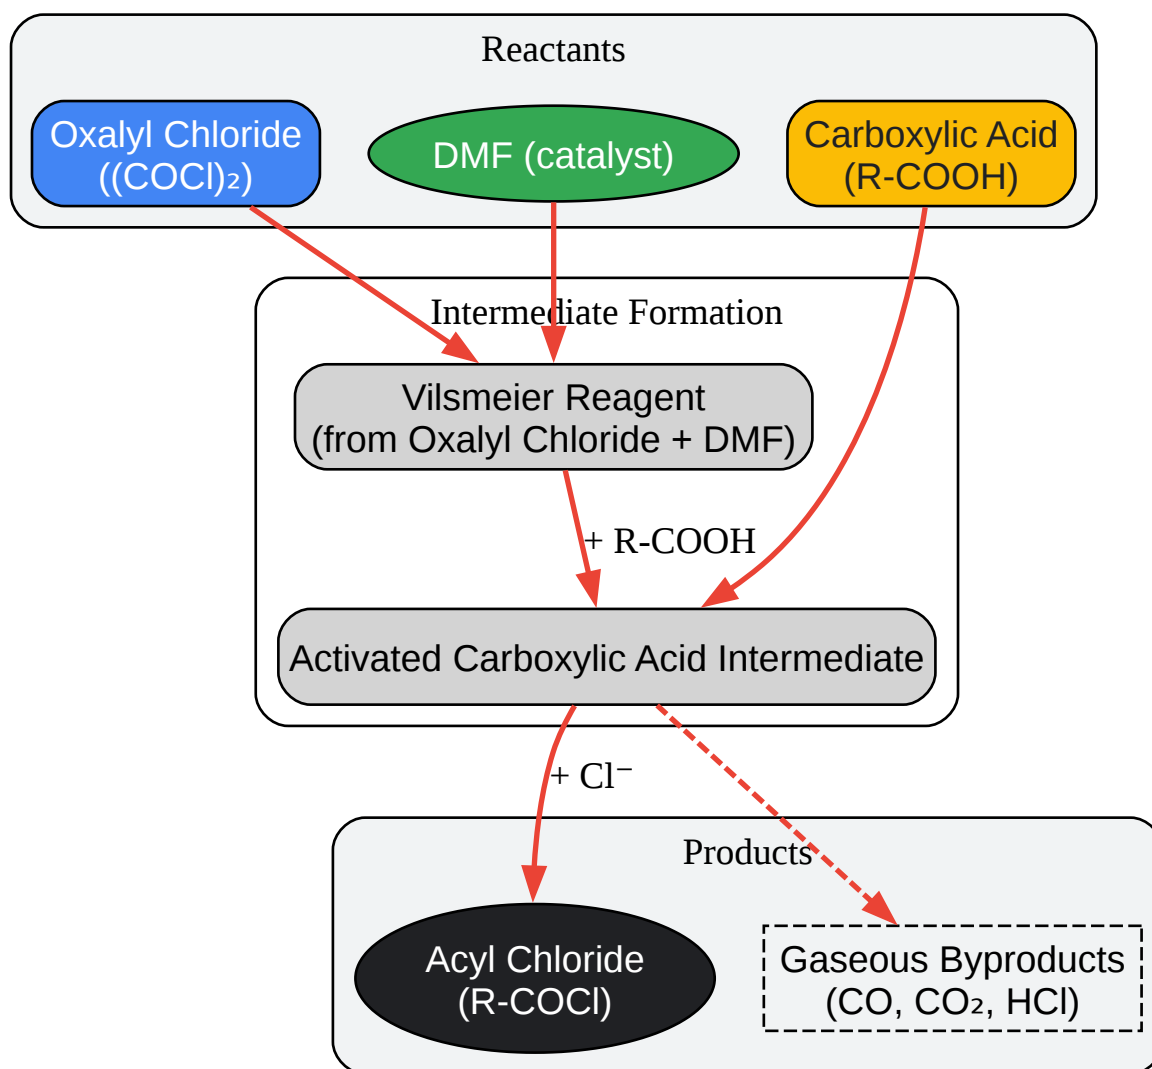 Reactants
Oxalyl Chloride
((COCl)₂)
DMF (catalyst)
Carboxylic Acid
(R-COOH)
Intermediate Formation
Vilsmeier Reagent
(from Oxalyl Chloride + DMF)
+ R-COOH
Activated Carboxylic Acid Intermediate
+ Cl⁻
Products
Acyl Chloride
(R-COCl)
Gaseous Byproducts
(CO, CO₂, HCl)